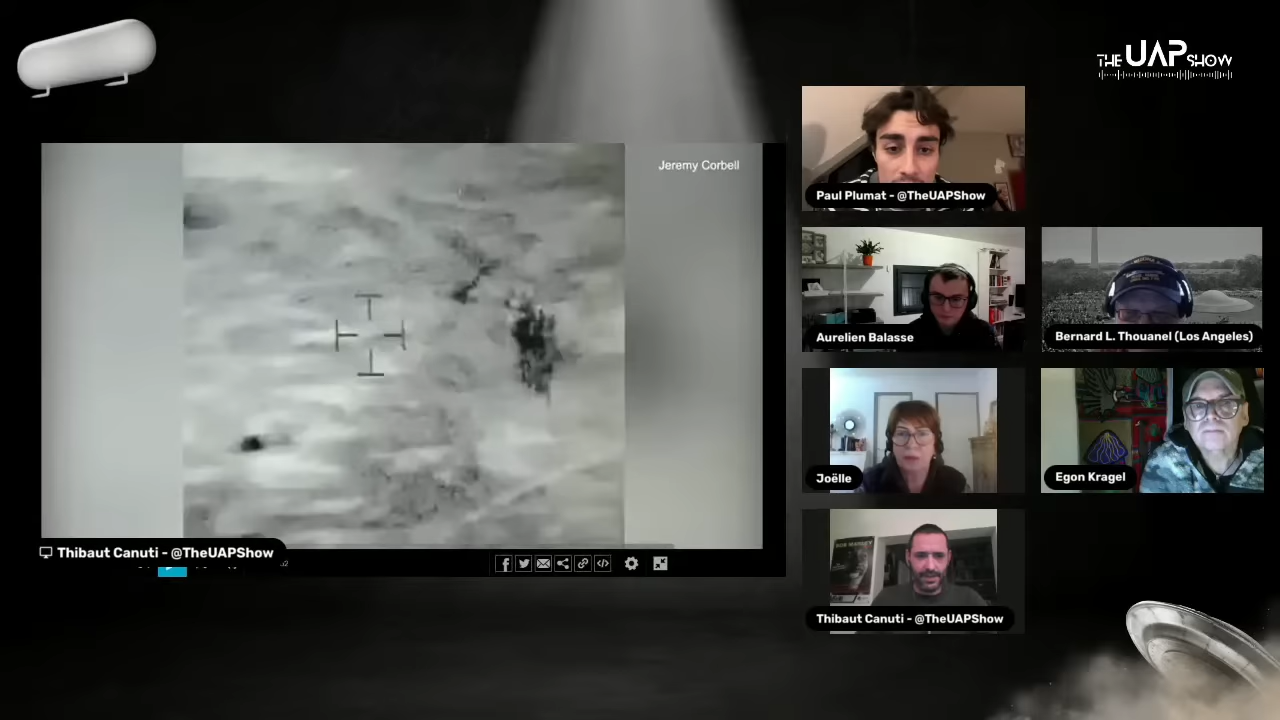 THE UAP SHOW
Jeremy Corbell
Paul Plumat - @TheUAPShow
Aurelien Balasse
Bernard L. Thouanel (Los Angeles)
Joëlle
Egon Kragel
Thibaut Canuti - @TheUAPShow
Thibaut Canuti - @TheUAPShow